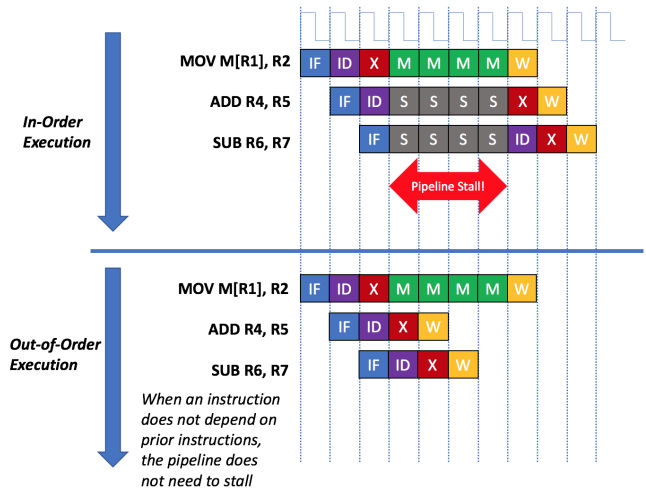 MOV M[R1], R2 IF ID X M M M M W
ADD R4, R5 IF ID S S S S X W
In-Order
Execution
SUB R6, R7 IF S S S S ID X W
Pipeline Stall!
MOV M[R1], R2 IF ID X M M M M W
ADD R4, R5 IF ID X W
Out-of-Order
Execution
SUB R6, R7 IF ID X W
When an instruction
does not depend on
prior instructions,
the pipeline does
not need to stall